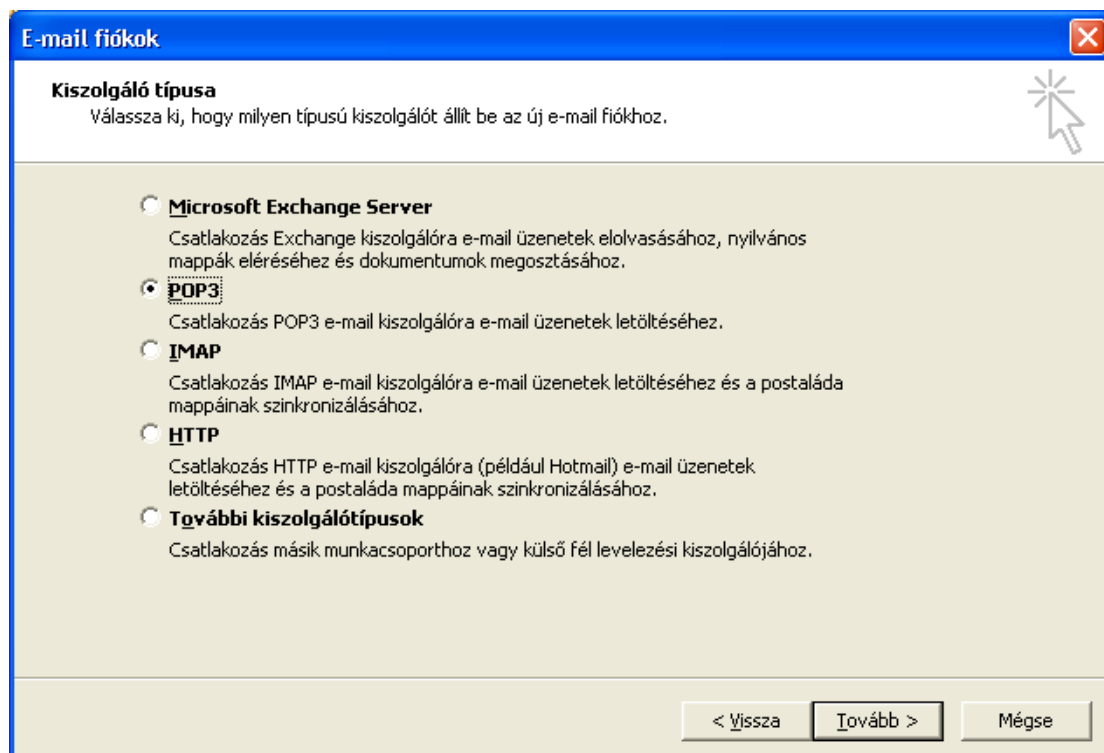 E-mail fiókok
Kiszolgáló típusa
Válassza ki, hogy milyen típusú kiszolgálót állít be az új e-mail fiókhoz.
Microsoft Exchange Server
Csatlakozás Exchange kiszolgálóra e-mail üzenetek elolvasásához, nyilvános
mappák eléréséhez és dokumentumok megosztásához.
POP3
Csatlakozás POP3 e-mail kiszolgálóra e-mail üzenetek letöltéséhez.
IMAP
Csatlakozás IMAP e-mail kiszolgálóra e-mail üzenetek letöltéséhez és a postaláda
mappáinak szinkronizálásához.
HTTP
Csatlakozás HTTP e-mail kiszolgálóra (például Hotmail) e-mail üzenetek
letöltéséhez és a postaláda mappáinak szinkronizálásához.
További kiszolgálótípusok
Csatlakozás másik munkacsoporthoz vagy külső fél levelezési kiszolgálójához.
< Vissza Tovább > Mégse